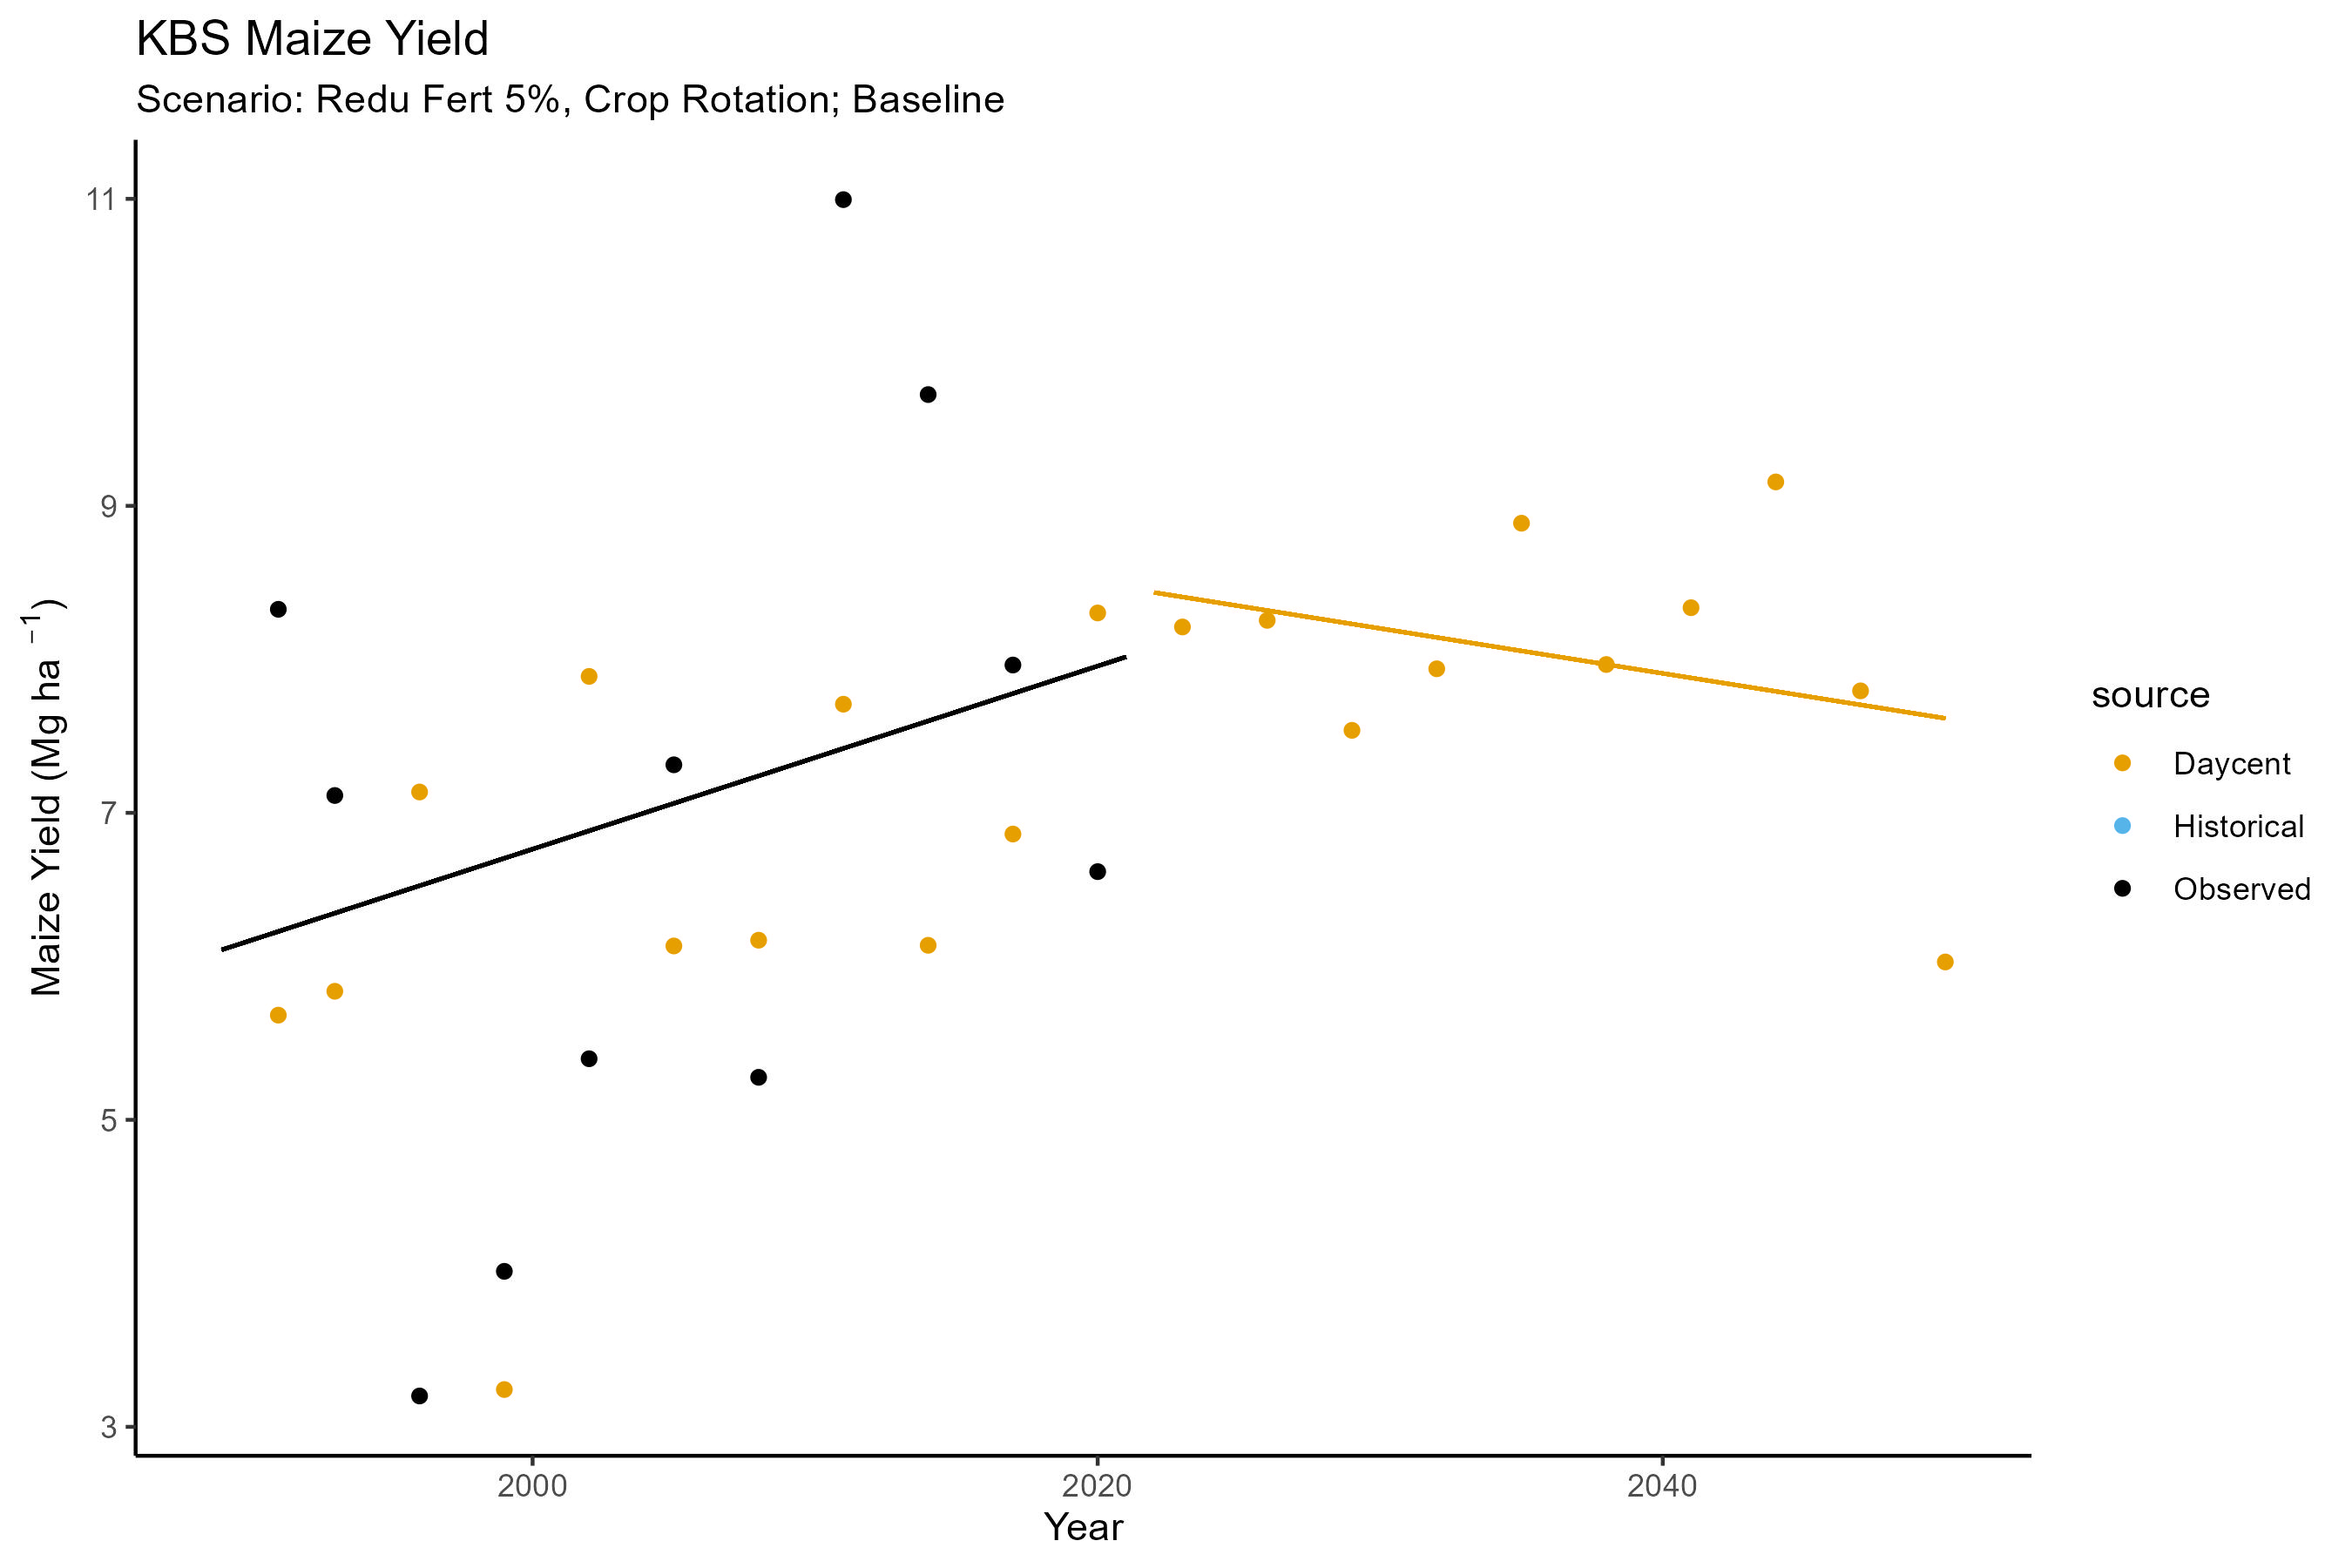 KBS Maize Yield
Scenario: Redu Fert 5%, Crop Rotation; Baseline
Maize Yield (Mg ha ⁻¹)
11
9
7
5
3
2000
2020
2040
Year
source
Daycent
Historical
Observed